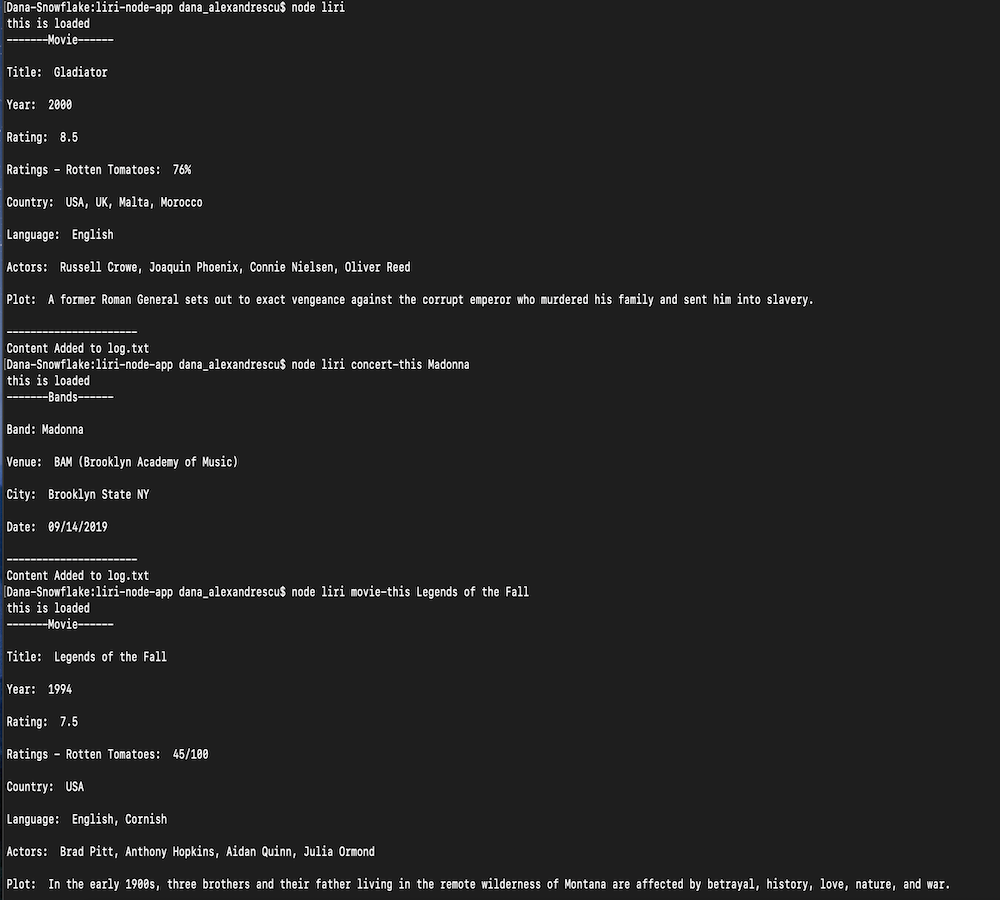 [Dana-Snowflake:liri-node-app dana_alexandrescu$ node liri
this is loaded
-------Movie------
Title:  Gladiator
Year:  2000
Rating:  8.5
Ratings - Rotten Tomatoes:  76%
Country:  USA, UK, Malta, Morocco
Language:  English
Actors:  Russell Crowe, Joaquin Phoenix, Connie Nielsen, Oliver Reed
Plot:  A former Roman General sets out to exact vengeance against the corrupt emperor who murdered his family and sent him into slavery.
----------------------
Content Added to log.txt
[Dana-Snowflake:liri-node-app dana_alexandrescu$ node liri concert-this Madonna
this is loaded
-------Bands------
Band: Madonna
Venue:  BAM (Brooklyn Academy of Music)
City:  Brooklyn State NY
Date:  09/14/2019
----------------------
Content Added to log.txt
[Dana-Snowflake:liri-node-app dana_alexandrescu$ node liri movie-this Legends of the Fall
this is loaded
-------Movie------
Title:  Legends of the Fall
Year:  1994
Rating:  7.5
Ratings - Rotten Tomatoes:  45/100
Country:  USA
Language:  English, Cornish
Actors:  Brad Pitt, Anthony Hopkins, Aidan Quinn, Julia Ormond
Plot:  In the early 1900s, three brothers and their father living in the remote wilderness of Montana are affected by betrayal, history, love, nature, and war.